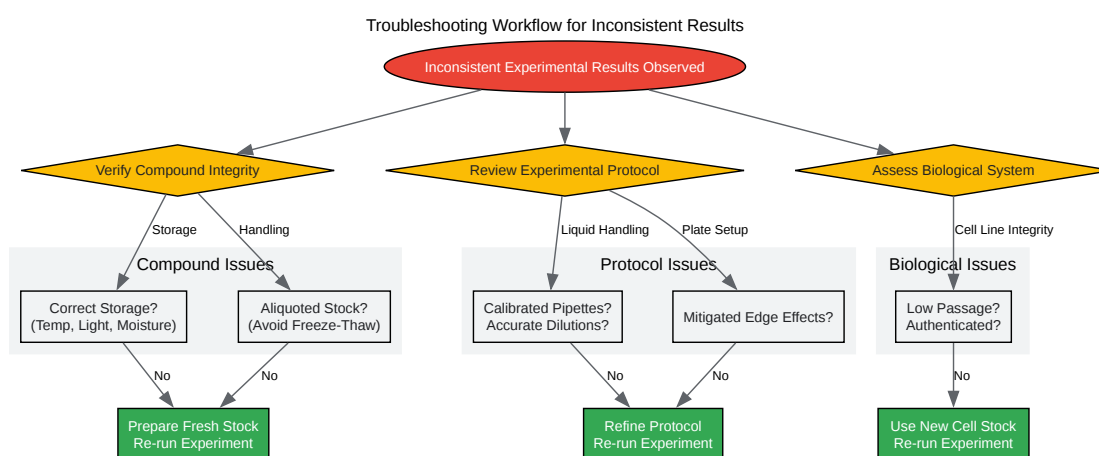 Troubleshooting Workflow for Inconsistent Results
Inconsistent Experimental Results Observed
Verify Compound Integrity
Review Experimental Protocol
Assess Biological System
Storage
Handling
Liquid Handling
Plate Setup
Cell Line Integrity
Compound Issues
Protocol Issues
Biological Issues
Correct Storage?
(Temp, Light, Moisture)
Aliquoted Stock?
(Avoid Freeze-Thaw)
Calibrated Pipettes?
Accurate Dilutions?
Mitigated Edge Effects?
Low Passage?
Authenticated?
No
No
No
No
No
Prepare Fresh Stock
Re-run Experiment
Refine Protocol
Re-run Experiment
Use New Cell Stock
Re-run Experiment